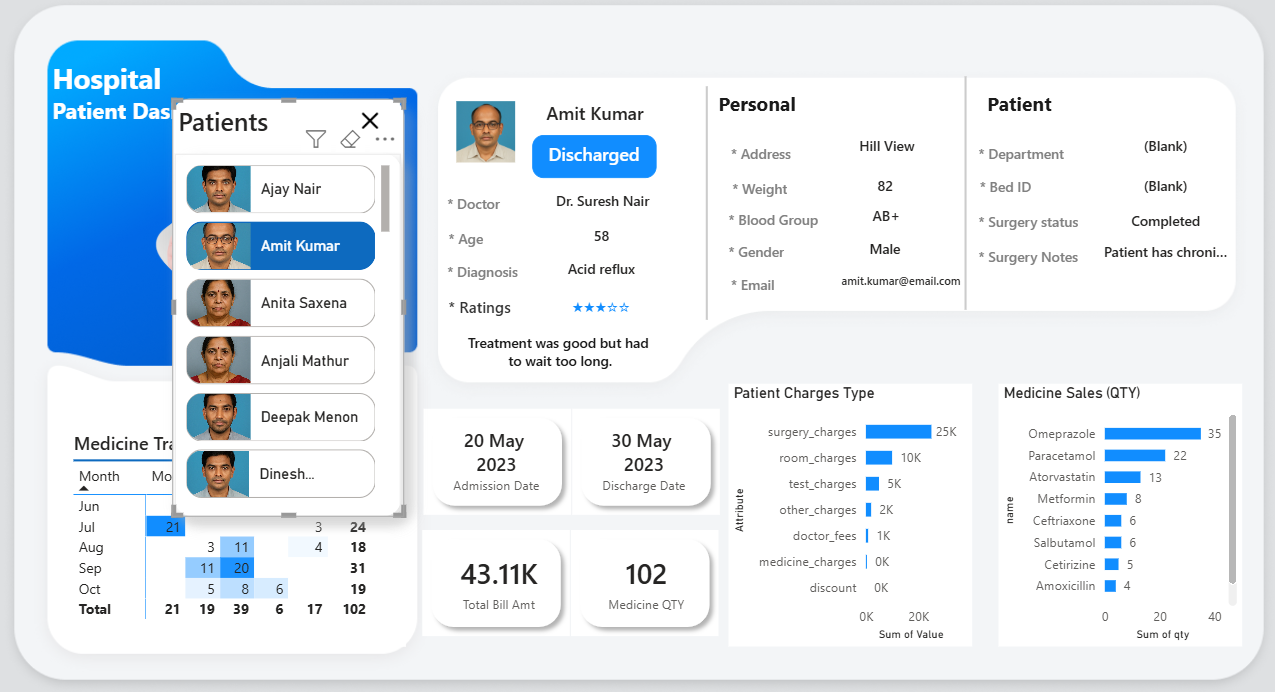 Hospital
Patient Das
Patients
Ajay Nair
Amit Kumar
Anita Saxena
Anjali Mathur
Deepak Menon
Dinesh...
Amit Kumar
Discharged
* Doctor Dr. Suresh Nair
* Age 58
* Diagnosis Acid reflux
* Ratings ★★★☆☆
Treatment was good but had
to wait too long.
Personal
* Address Hill View
* Weight 82
* Blood Group AB+
* Gender Male
* Email amit.kumar@email.com
Patient
* Department (Blank)
* Bed ID (Blank)
* Surgery status Completed
* Surgery Notes Patient has chroni...
Medicine Tra
Month Mo
Jun
Jul 21 3 24
Aug 3 11 4 18
Sep 11 20 31
Oct 5 8 6 19
Total 21 19 39 6 17 102
20 May
2023
Admission Date
30 May
2023
Discharge Date
43.11K
Total Bill Amt
102
Medicine QTY
Patient Charges Type
Attribute
surgery_charges 25K
room_charges 10K
test_charges 5K
other_charges 2K
doctor_fees 1K
medicine_charges 0K
discount 0K
0K 20K
Sum of Value
Medicine Sales (QTY)
name
Omeprazole 35
Paracetamol 22
Atorvastatin 13
Metformin 8
Ceftriaxone 6
Salbutamol 6
Cetirizine 5
Amoxicillin 4
0 20 40
Sum of qty